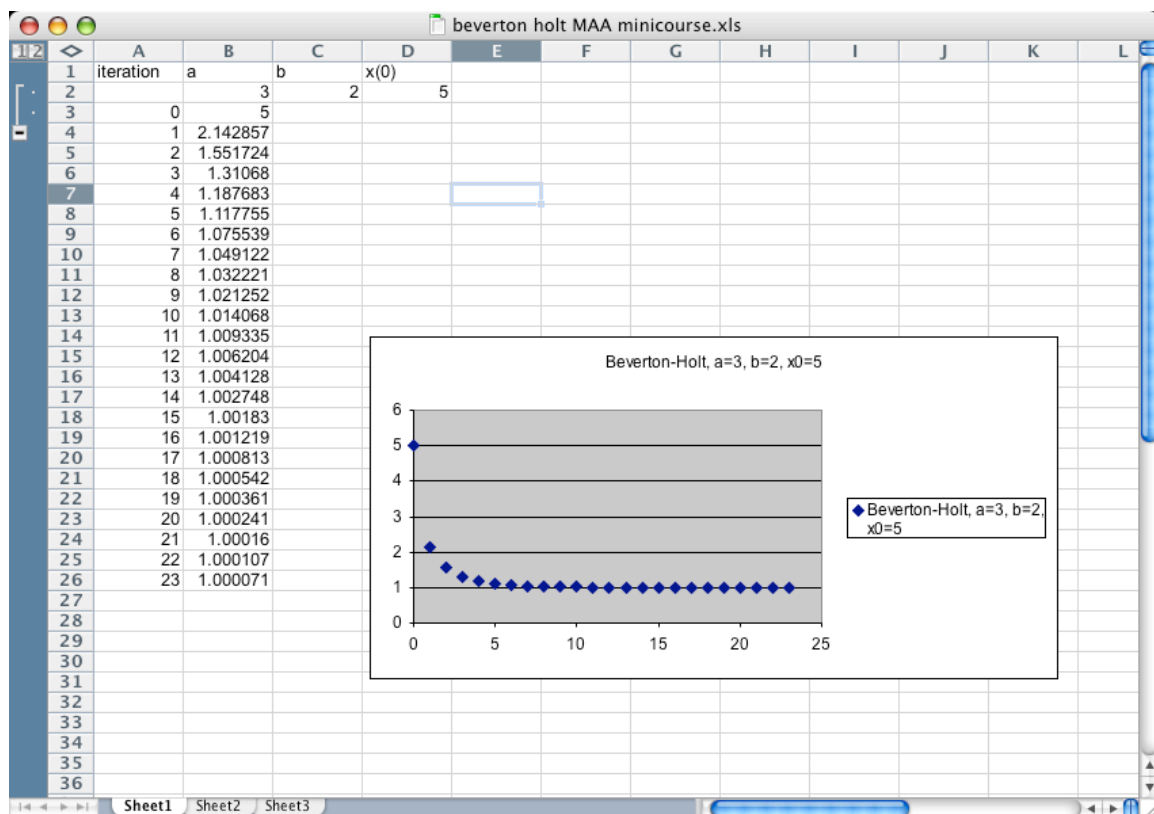 beverton holt MAA minicourse.xls
1 2 A B C D E F G H I J K L
1 iteration a b x(0)
2 3 2 5
3 0 5
4 1 2.142857
5 2 1.551724
6 3 1.31068
7 4 1.187683
8 5 1.117755
9 6 1.075539
10 7 1.049122
11 8 1.032221
12 9 1.021252
13 10 1.014068
14 11 1.009335
15 12 1.006204
16 13 1.004128
17 14 1.002748
18 15 1.00183
19 16 1.001219
20 17 1.000813
21 18 1.000542
22 19 1.000361
23 20 1.000241
24 21 1.00016
25 22 1.000107
26 23 1.000071
27
28
29
30
31
32
33
34
35
36
Beverton-Holt, a=3, b=2, x0=5
6
5
4
3
2
1
0
0 5 10 15 20 25
Beverton-Holt, a=3, b=2,
x0=5
Sheet1 Sheet2 Sheet3